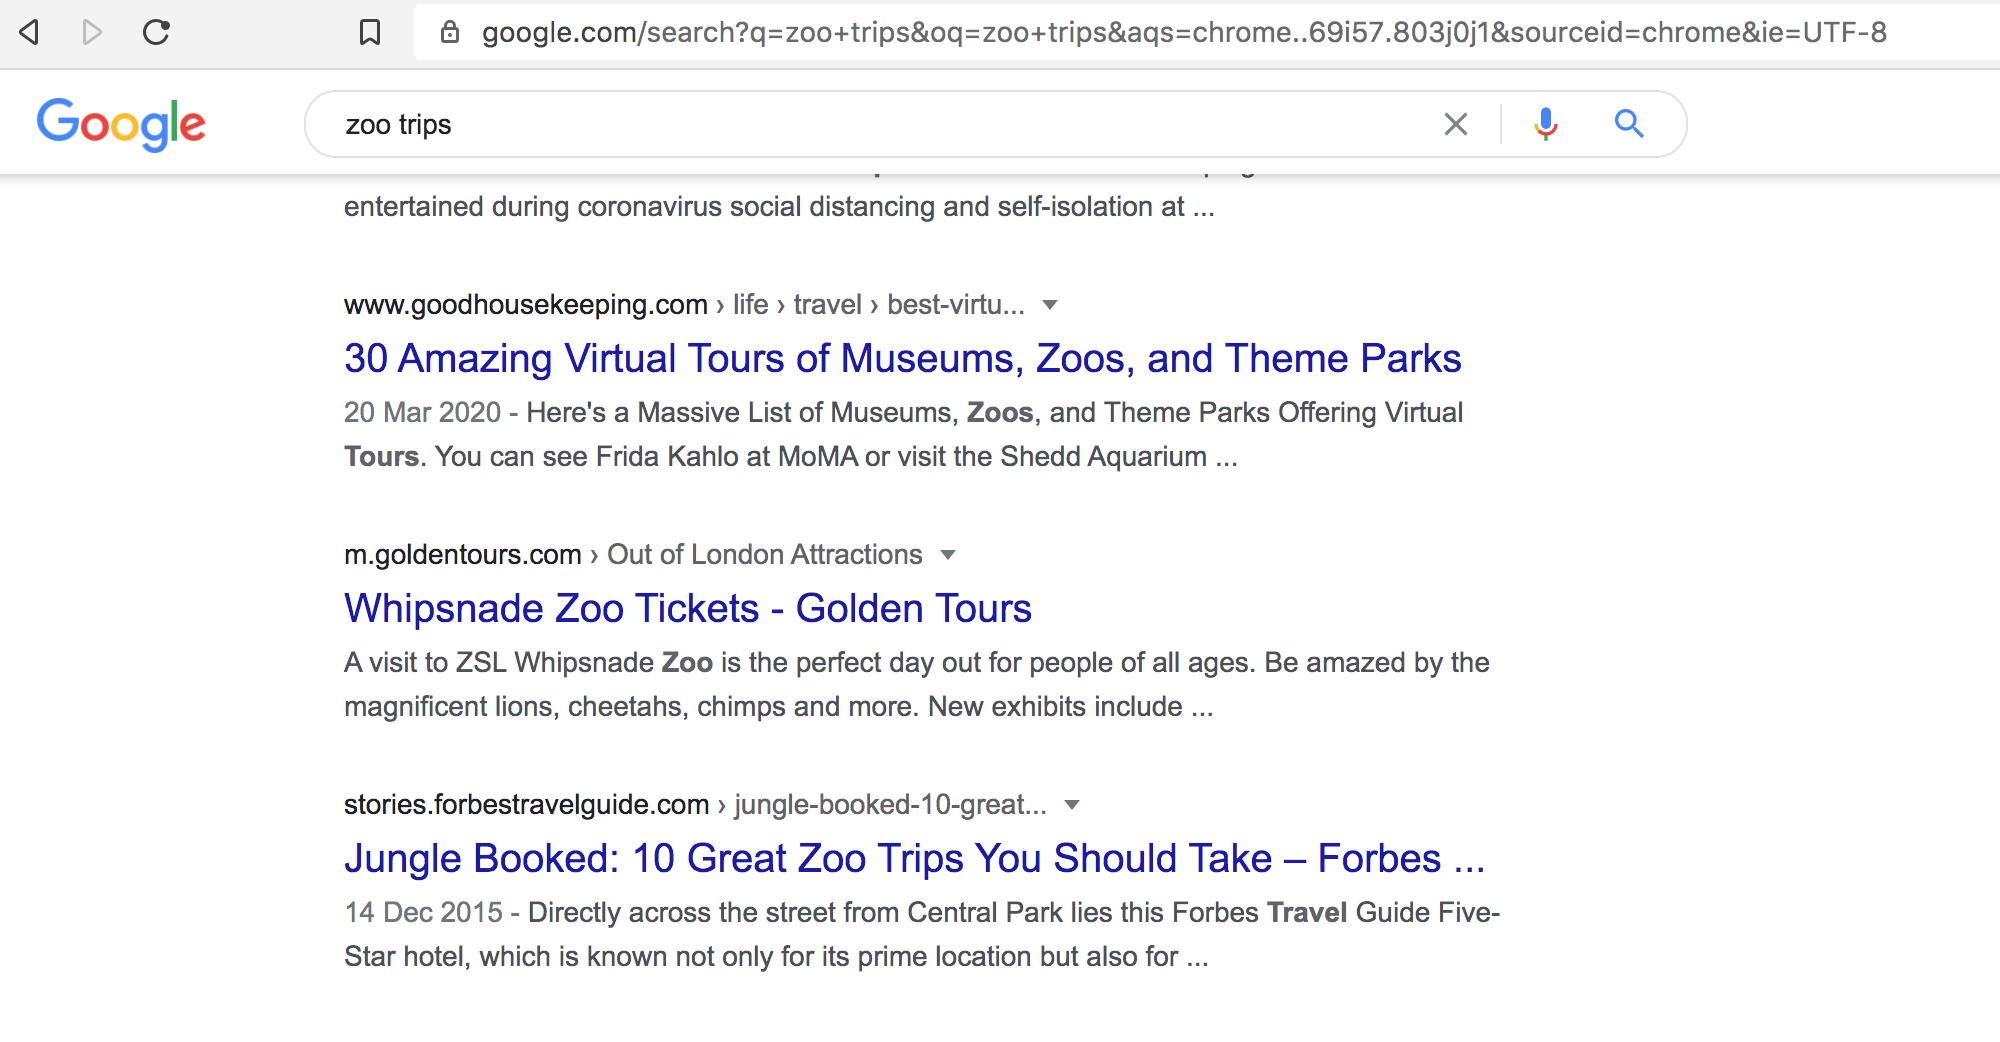 google.com/search?q=zoo+trips&oq=zoo+trips&aqs=chrome..69i57.803j0j1&sourceid=chrome&ie=UTF-8
Google
zoo trips
entertained during coronavirus social distancing and self-isolation at ...
www.goodhousekeeping.com › life › travel › best-virtu...
30 Amazing Virtual Tours of Museums, Zoos, and Theme Parks
20 Mar 2020 - Here's a Massive List of Museums, Zoos, and Theme Parks Offering Virtual
Tours. You can see Frida Kahlo at MoMA or visit the Shedd Aquarium ...
m.goldentours.com › Out of London Attractions
Whipsnade Zoo Tickets - Golden Tours
A visit to ZSL Whipsnade Zoo is the perfect day out for people of all ages. Be amazed by the
magnificent lions, cheetahs, chimps and more. New exhibits include ...
stories.forbestravelguide.com › jungle-booked-10-great...
Jungle Booked: 10 Great Zoo Trips You Should Take – Forbes ...
14 Dec 2015 - Directly across the street from Central Park lies this Forbes Travel Guide Five-
Star hotel, which is known not only for its prime location but also for ...